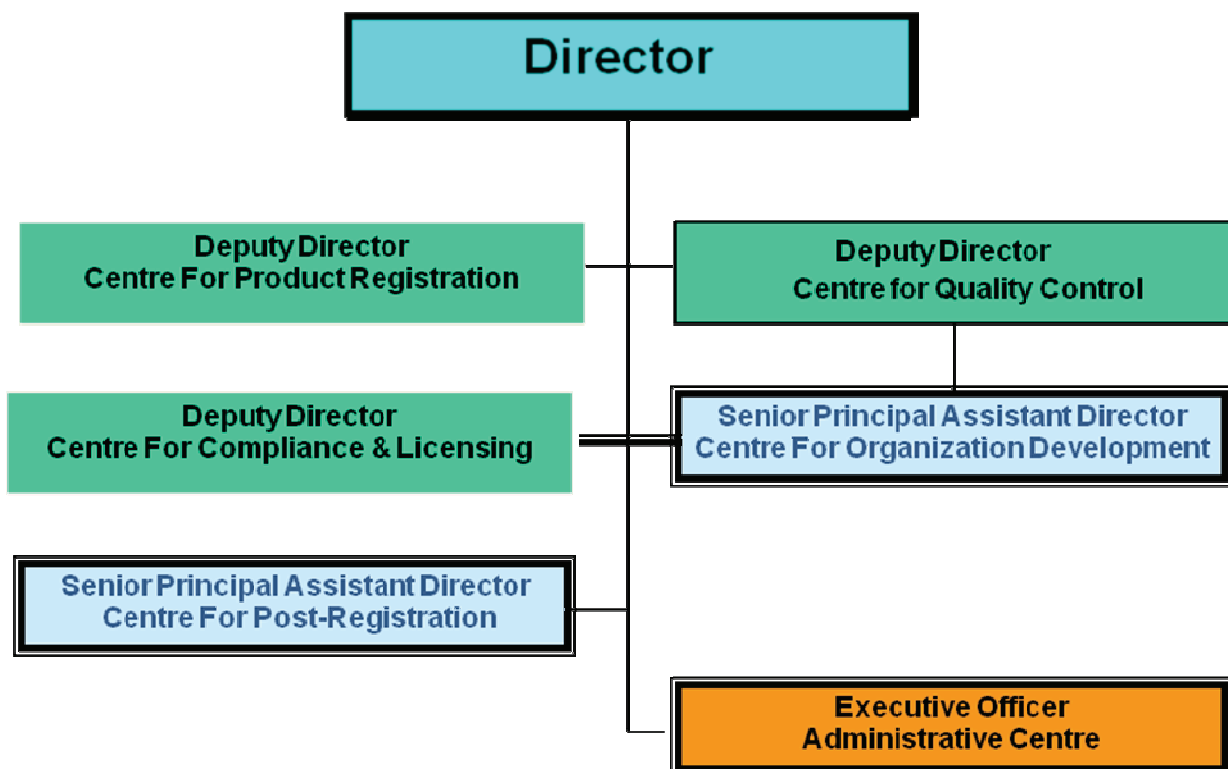 Director
Deputy Director
Centre For Product Registration
Deputy Director
Centre for Quality Control
Deputy Director
Centre For Compliance & Licensing
Senior Principal Assistant Director
Centre For Organization Development
Senior Principal Assistant Director
Centre For Post-Registration
Executive Officer
Administrative Centre